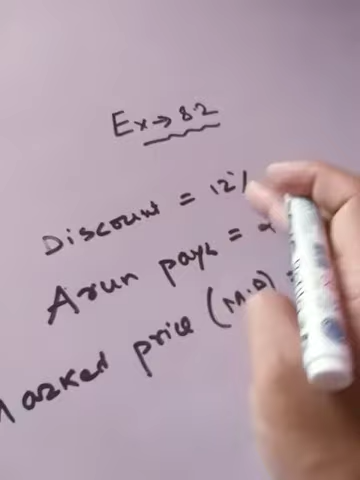 Ex → 8.2
Discount = 12%
Arun pays =
Marked price (M.P)